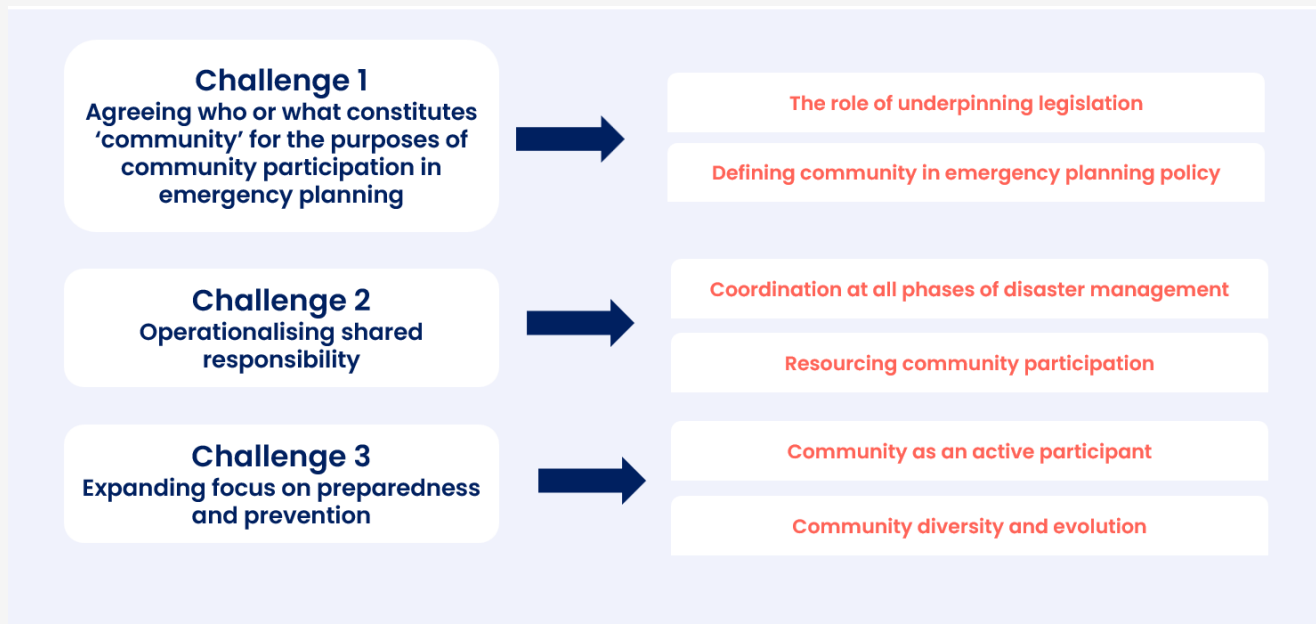 Challenge 1
Agreeing who or what constitutes
‘community’ for the purposes of
community participation in
emergency planning
The role of underpinning legislation
Defining community in emergency planning policy
Challenge 2
Operationalising shared
responsibility
Coordination at all phases of disaster management
Resourcing community participation
Challenge 3
Expanding focus on preparedness
and prevention
Community as an active participant
Community diversity and evolution